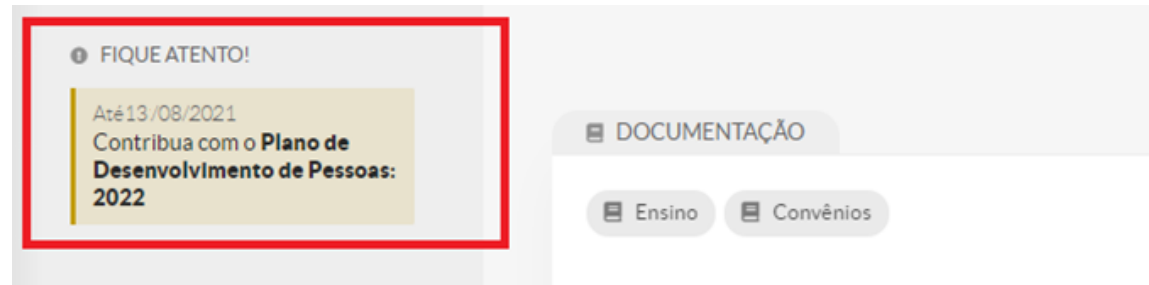 FIQUE ATENTO!
Até 13/08/2021
Contribua com o Plano de
Desenvolvimento de Pessoas:
2022
DOCUMENTAÇÃO
Ensino
Convênios